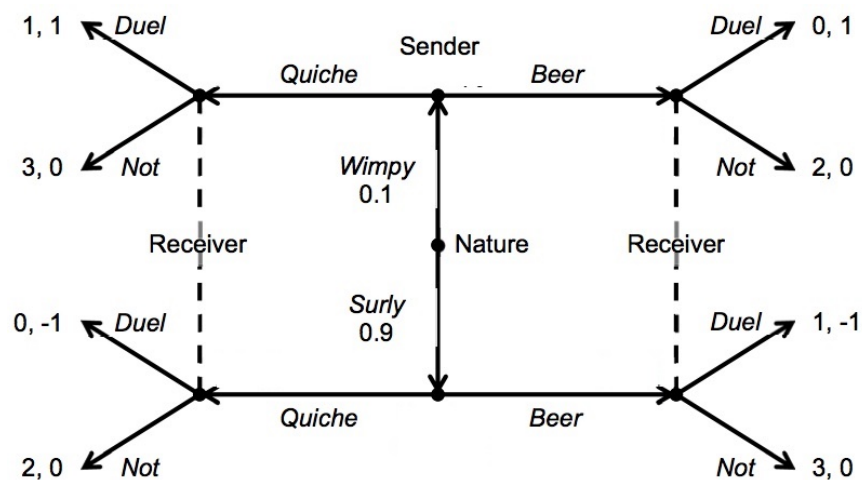 1, 1
Duel
Duel
0, 1
Sender
Quiche
Beer
3, 0
Not
Wimpy
0.1
Not
2, 0
Receiver
Nature
Receiver
0, -1
Duel
Surly
0.9
Duel
1, -1
Quiche
Beer
2, 0
Not
Not
3, 0